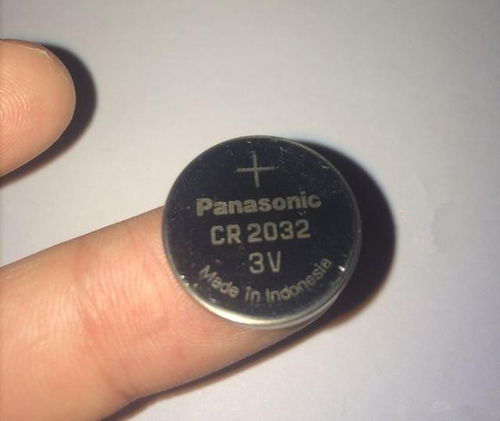 +
Panasonic
CR 2032
3V
Made in Indonesia